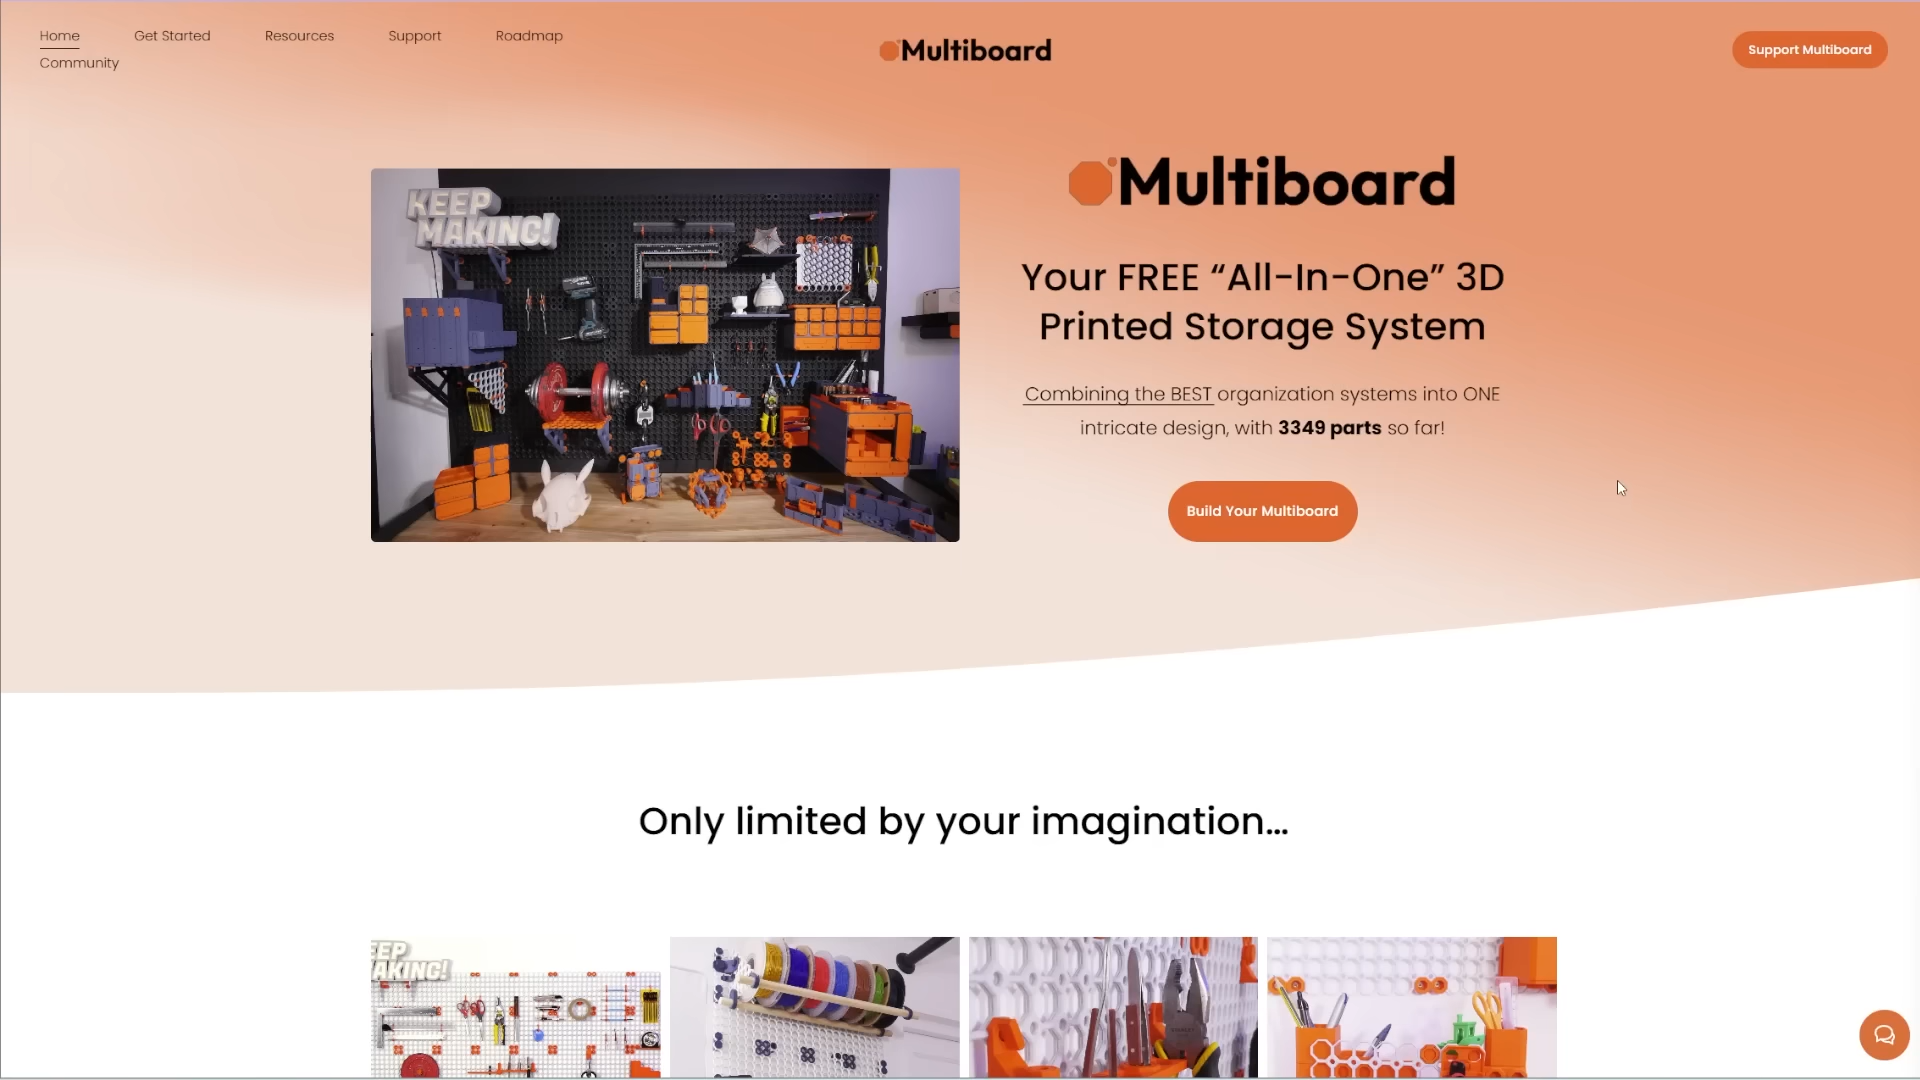 Home Get Started Resources Support Roadmap
Community
Multiboard
Support Multiboard
KEEP
MAKING!
Multiboard
Your FREE “All-In-One” 3D
Printed Storage System
Combining the BEST organization systems into ONE
intricate design, with 3349 parts so far!
Build Your Multiboard
Only limited by your imagination...
EEP
AKING!